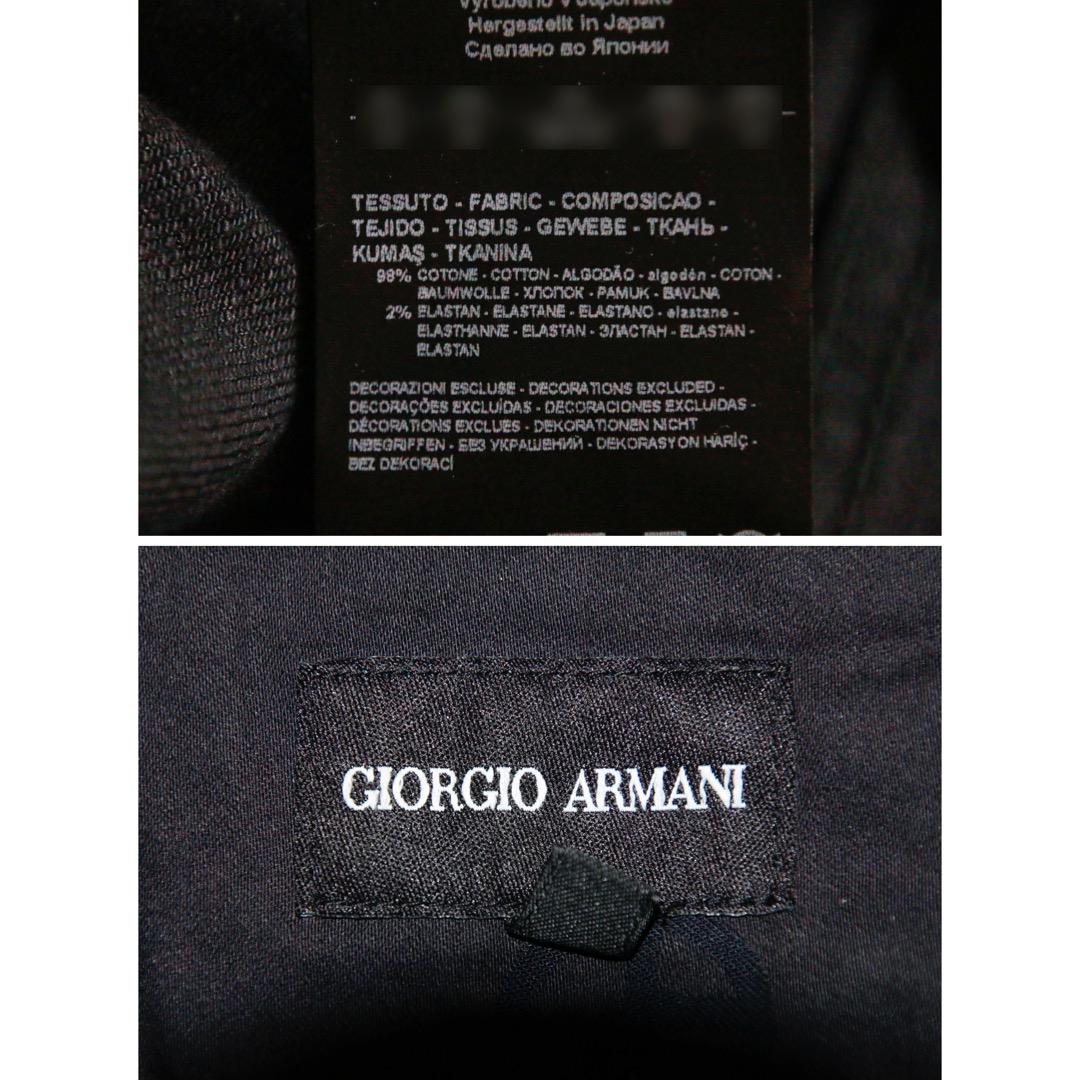 Hergestellt in Japan
Сделано во Японии
TESSUTO - FABRIC - COMPOSICAO -
TEJIDO - TISSUS - GEWEBE - ТКАНЬ -
KUMAŞ - TKANINA
98% COTONE - COTTON - ALGODÃO - algodón - COTON -
BAUMWOLLE - ХЛОПОК - PAMUK - BAVLNA
2% ELASTAN - ELASTANE - ELASTANO - elastano -
ELASTHANNE - ELASTAN - ЭЛАСТАН - ELASTAN -
ELASTAN
DECORAZIONI ESCLUSE - DECORATIONS EXCLUDED -
DECORAÇÕES EXCLUÍDAS - DECORACIONES EXCLUIDAS -
DÉCORATIONS EXCLUES - DEKORATIONEN NICHT
INBEGRIFFEN - БЕЗ УКРАШЕНИЙ - DEKORASYON HARİÇ -
BEZ DEKORACÍ
GIORGIO ARMANI